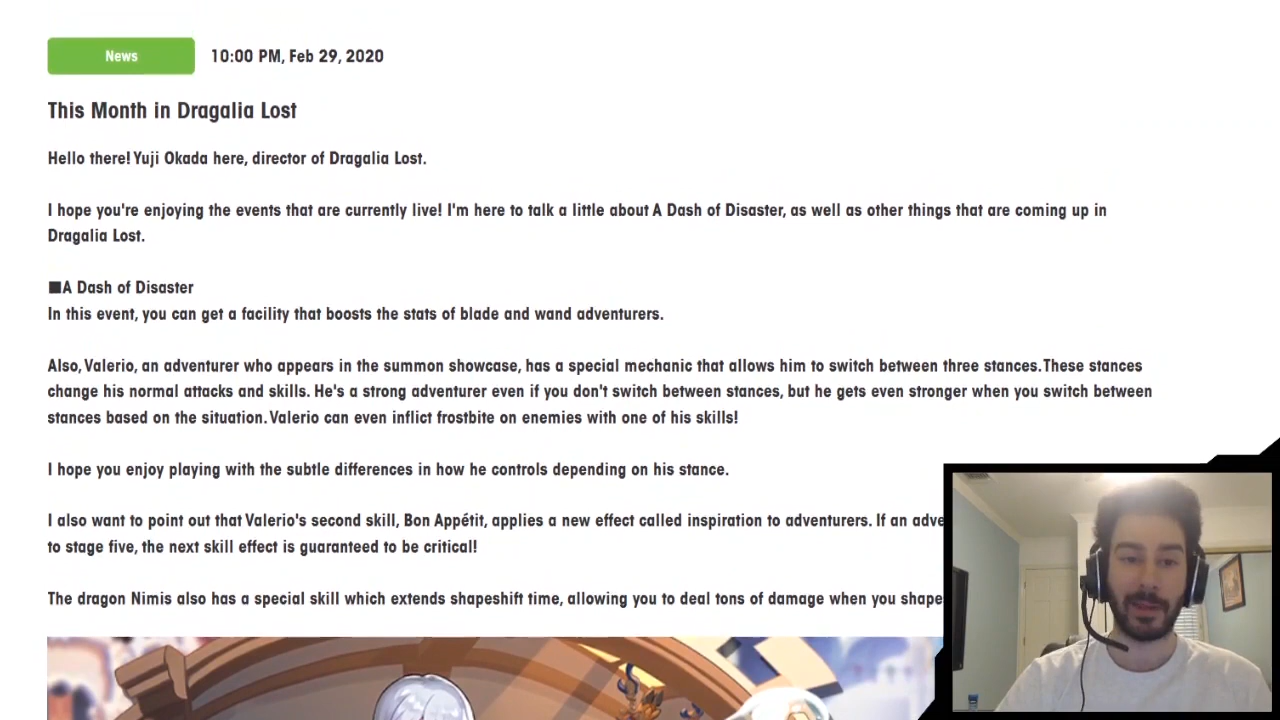 News
10:00 PM, Feb 29, 2020
This Month in Dragalia Lost
Hello there! Yuji Okada here, director of Dragalia Lost.
I hope you're enjoying the events that are currently live! I'm here to talk a little about A Dash of Disaster, as well as other things that are coming up in
Dragalia Lost.
■A Dash of Disaster
In this event, you can get a facility that boosts the stats of blade and wand adventurers.
Also, Valerio, an adventurer who appears in the summon showcase, has a special mechanic that allows him to switch between three stances. These stances
change his normal attacks and skills. He's a strong adventurer even if you don't switch between stances, but he gets even stronger when you switch between
stances based on the situation. Valerio can even inflict frostbite on enemies with one of his skills!
I hope you enjoy playing with the subtle differences in how he controls depending on his stance.
I also want to point out that Valerio's second skill, Bon Appétit, applies a new effect called inspiration to adventurers. If an adve
to stage five, the next skill effect is guaranteed to be critical!
The dragon Nimis also has a special skill which extends shapeshift time, allowing you to deal tons of damage when you shape